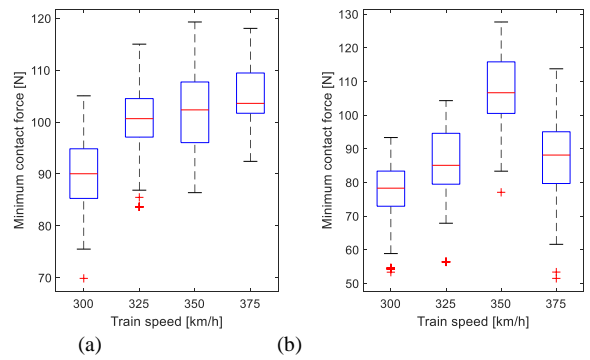 Minimum contact force [N]
120
110
100
90
80
70
300 325 350 375
Train speed [km/h]
(a)
Minimum contact force [N]
130
120
110
100
90
80
70
60
50
300 325 350 375
Train speed [km/h]
(b)